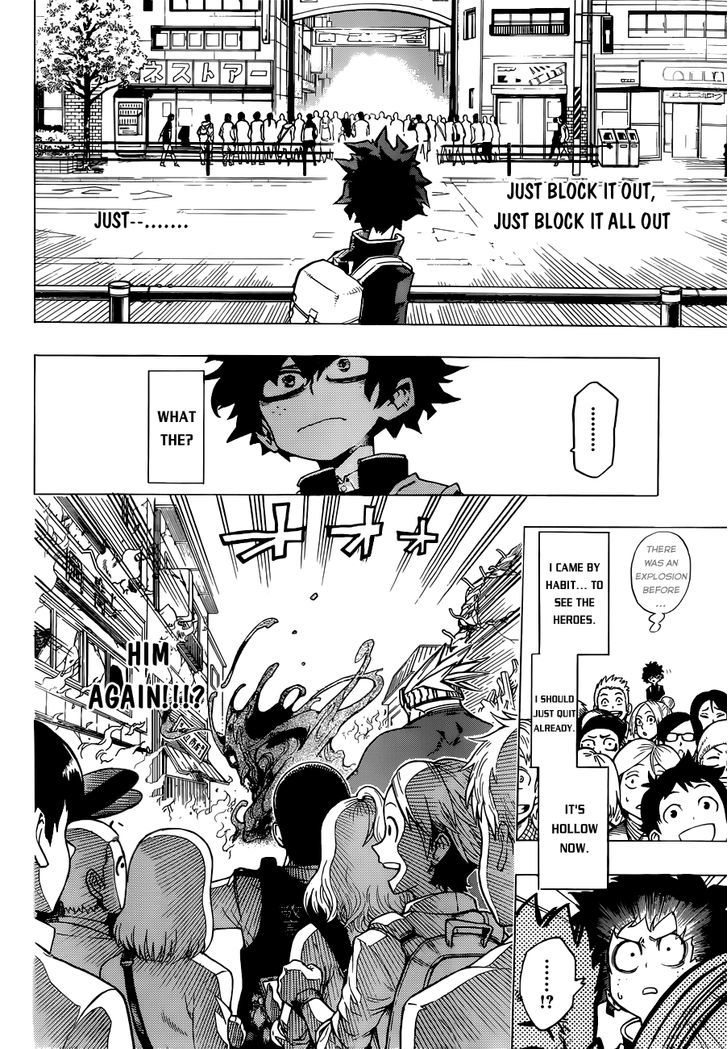 ネストアー
JUST BLOCK IT OUT,
JUST BLOCK IT ALL OUT
JUST--.......
........
WHAT
THE?
THERE
WAS AN
EXPLOSION
BEFORE
...
I CAME BY
HABIT... TO
SEE THE
HEROES.
I SHOULD
JUST QUIT
ALREADY.
IT'S
HOLLOW
NOW.
オオオ
HIM
AGAIN!!!?
......
!?